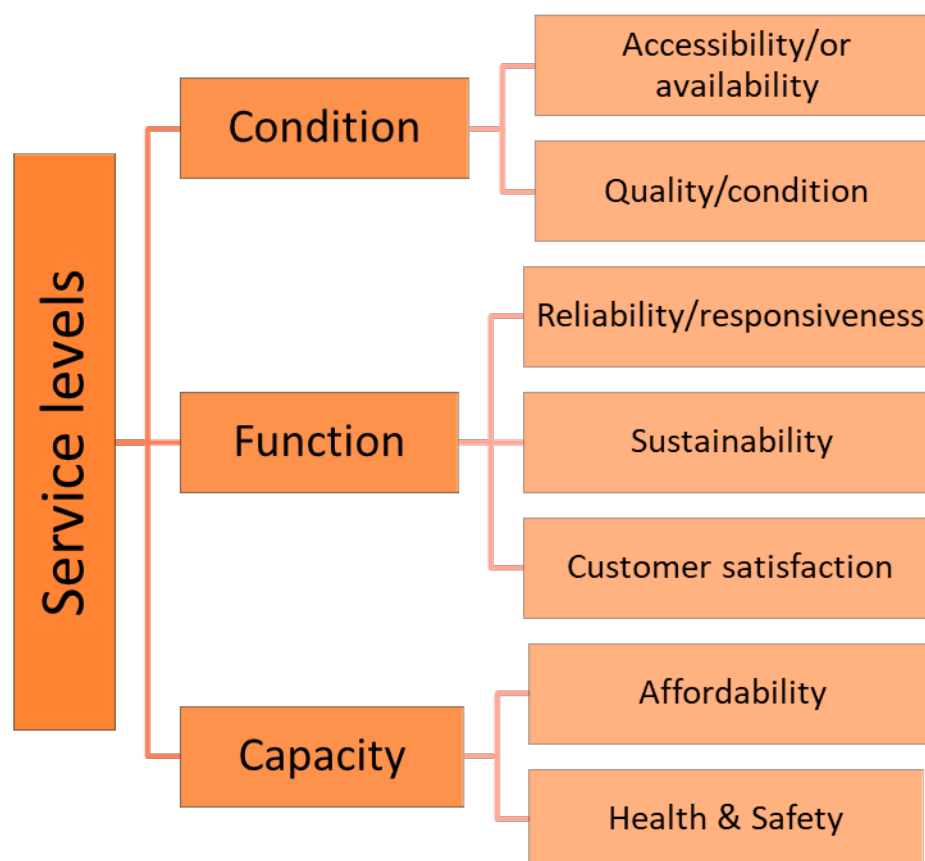 Service levels
Condition
Accessibility/or
availability
Quality/condition
Function
Reliability/responsiveness
Sustainability
Customer satisfaction
Capacity
Affordability
Health & Safety